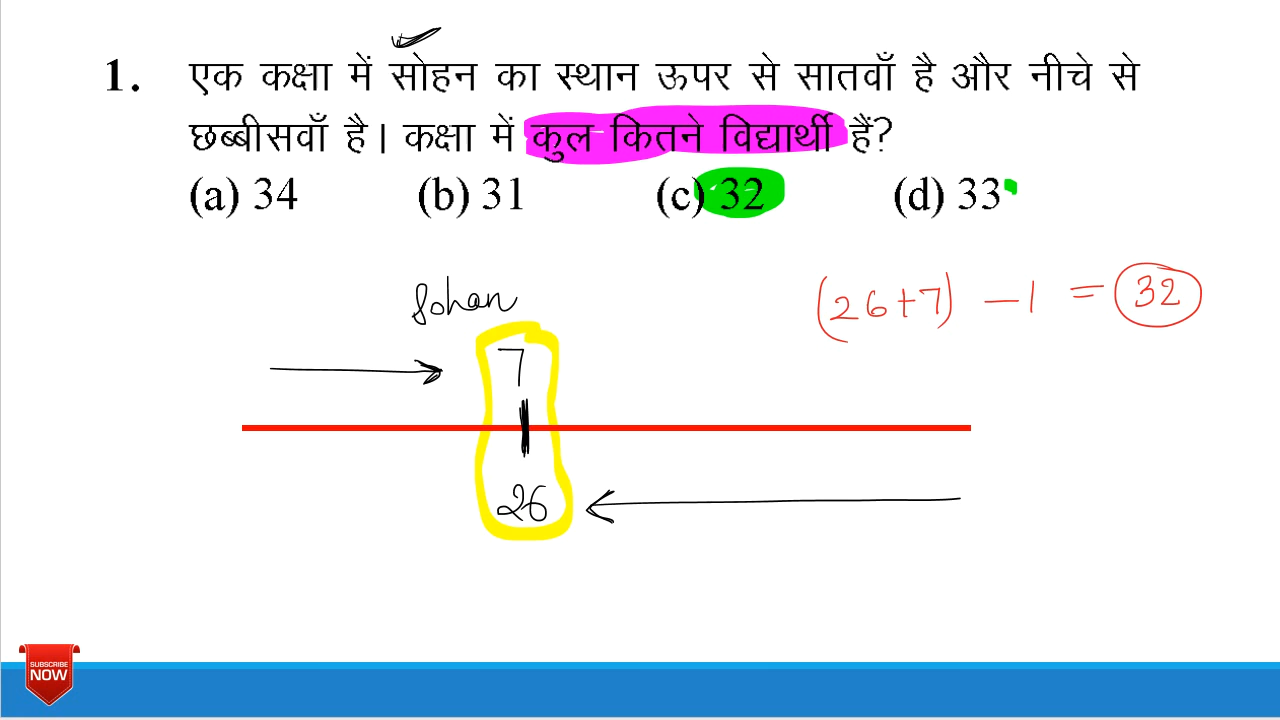 1. एक कक्षा में सोहन का स्थान ऊपर से सातवाँ है और नीचे से
छब्बीसवाँ है। कक्षा में कुल कितने विद्यार्थी हैं?
(a) 34 (b) 31 (c) 32 (d) 33
Sohan
(26+7) -1 = 32
7
26
SUBSCRIBE
NOW